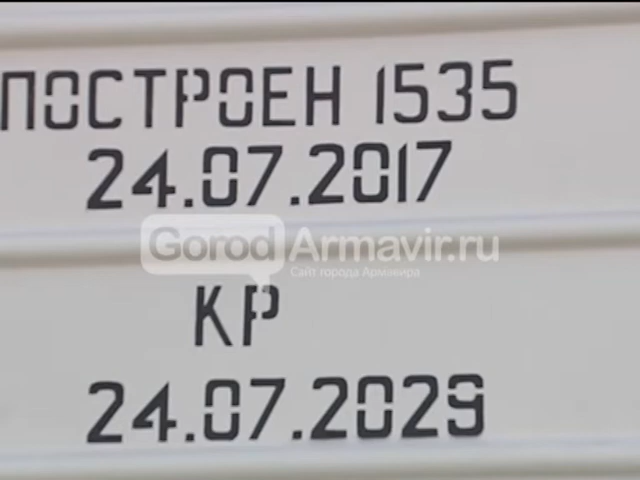 ПОСТРОЕН 1535
24.07.2017
GorodArmavir.ru
Сайт города Армавира
КР
24.07.2029